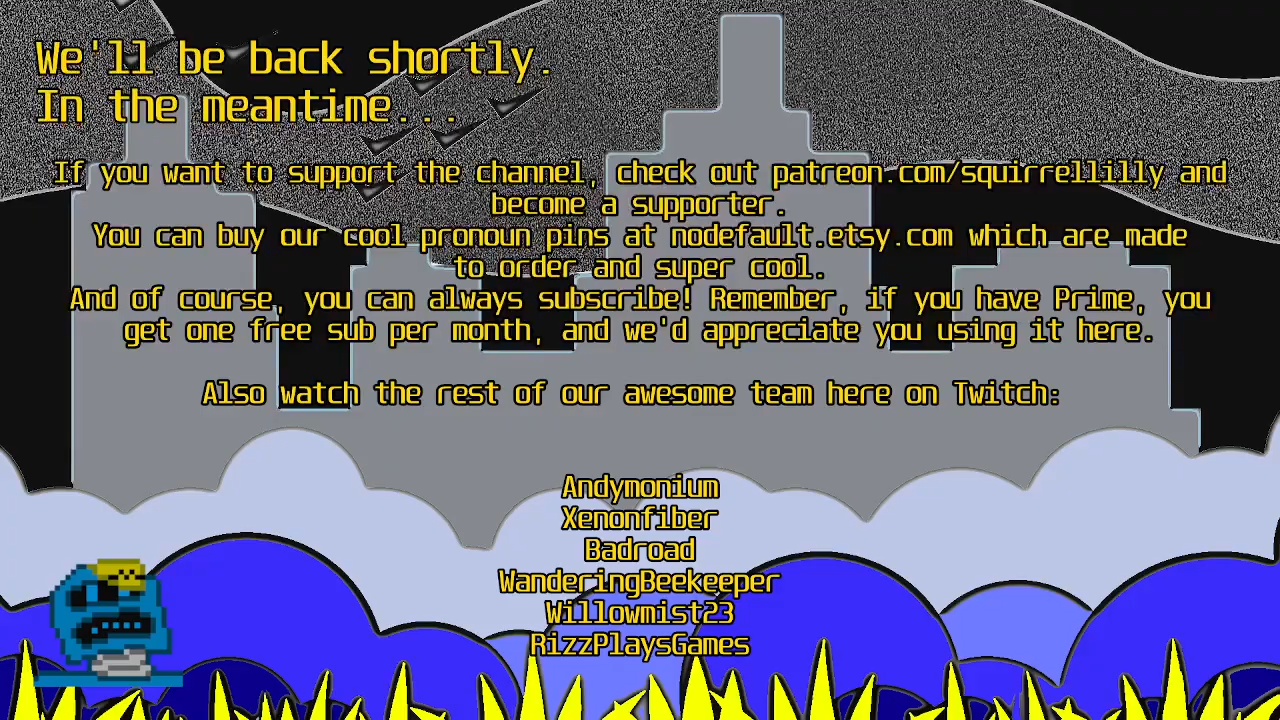 We'll be back shortly.
In the meantime...
If you want to support the channel, check out patreon.com/squirrellilly and
become a supporter.
You can buy our cool pronoun pins at nodefault.etsy.com which are made
to order and super cool.
And of course, you can always subscribe! Remember, if you have Prime, you
get one free sub per month, and we'd appreciate you using it here.
Also watch the rest of our awesome team here on Twitch:
Andymonium
Xenonfiber
Badroad
WanderingBeekeeper
Willowmist23
RizzPlaysGames